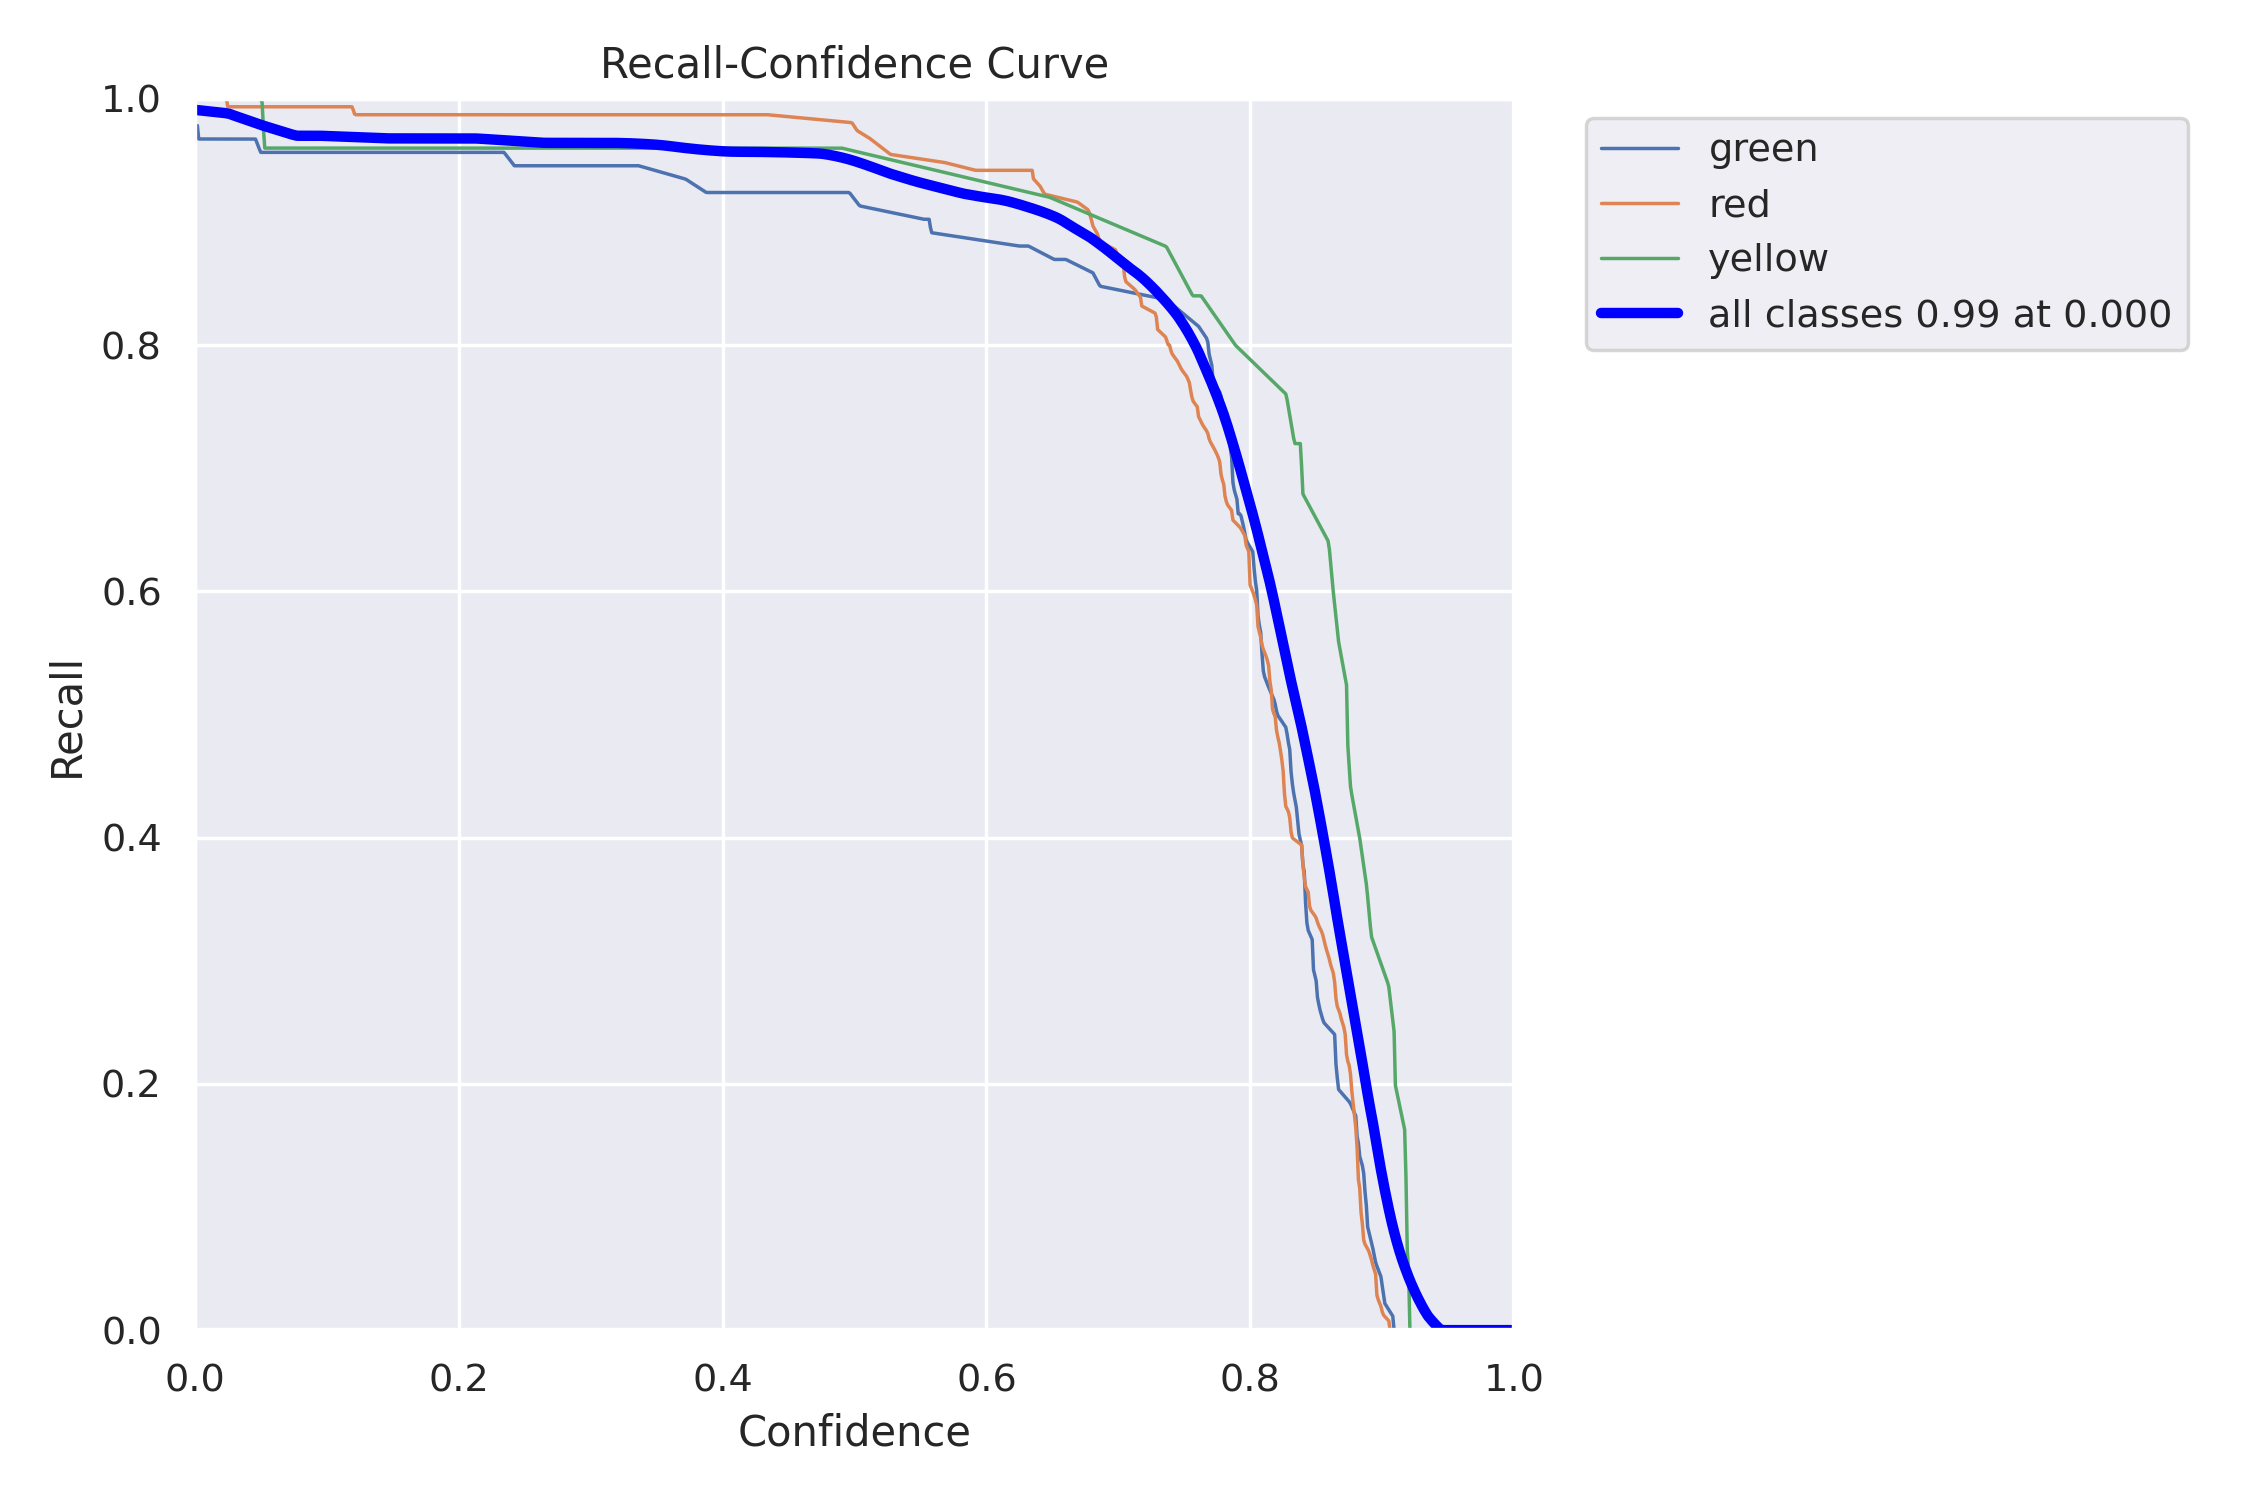 Recall-Confidence Curve
1.0
0.8
0.6
0.4
0.2
0.0
Recall
0.0 0.2 0.4 0.6 0.8 1.0
Confidence
green
red
yellow
all classes 0.99 at 0.000